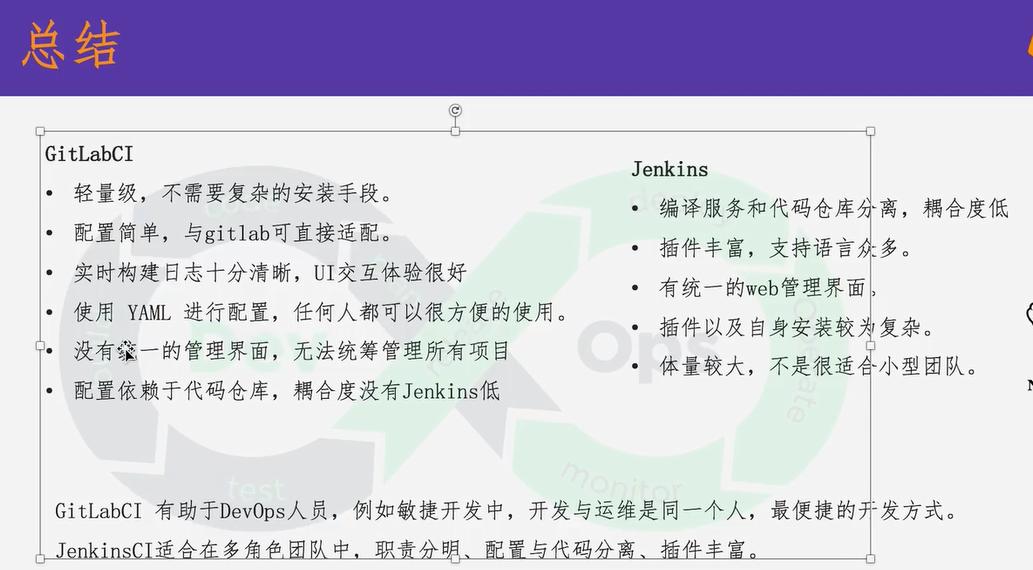 总结
GitLabCI
• 轻量级，不需要复杂的安装手段。
• 配置简单，与gitlab可直接适配。
• 实时构建日志十分清晰，UI交互体验很好
• 使用 YAML 进行配置，任何人都可以很方便的使用。
• 没有一的管理界面，无法统筹管理所有项目
• 配置依赖于代码仓库，耦合度没有Jenkins低
Jenkins
• 编译服务和代码仓库分离，耦合度低
• 插件丰富，支持语言众多。
• 有统一的web管理界面。
• 插件以及自身安装较为复杂。
• 体量较大，不是很适合小型团队。
GitLabCI 有助于DevOps人员，例如敏捷开发中，开发与运维是同一个人，最便捷的开发方式。
JenkinsCI适合在多角色团队中，职责分明、配置与代码分离、插件丰富。
Dev
Ops
test
monitor